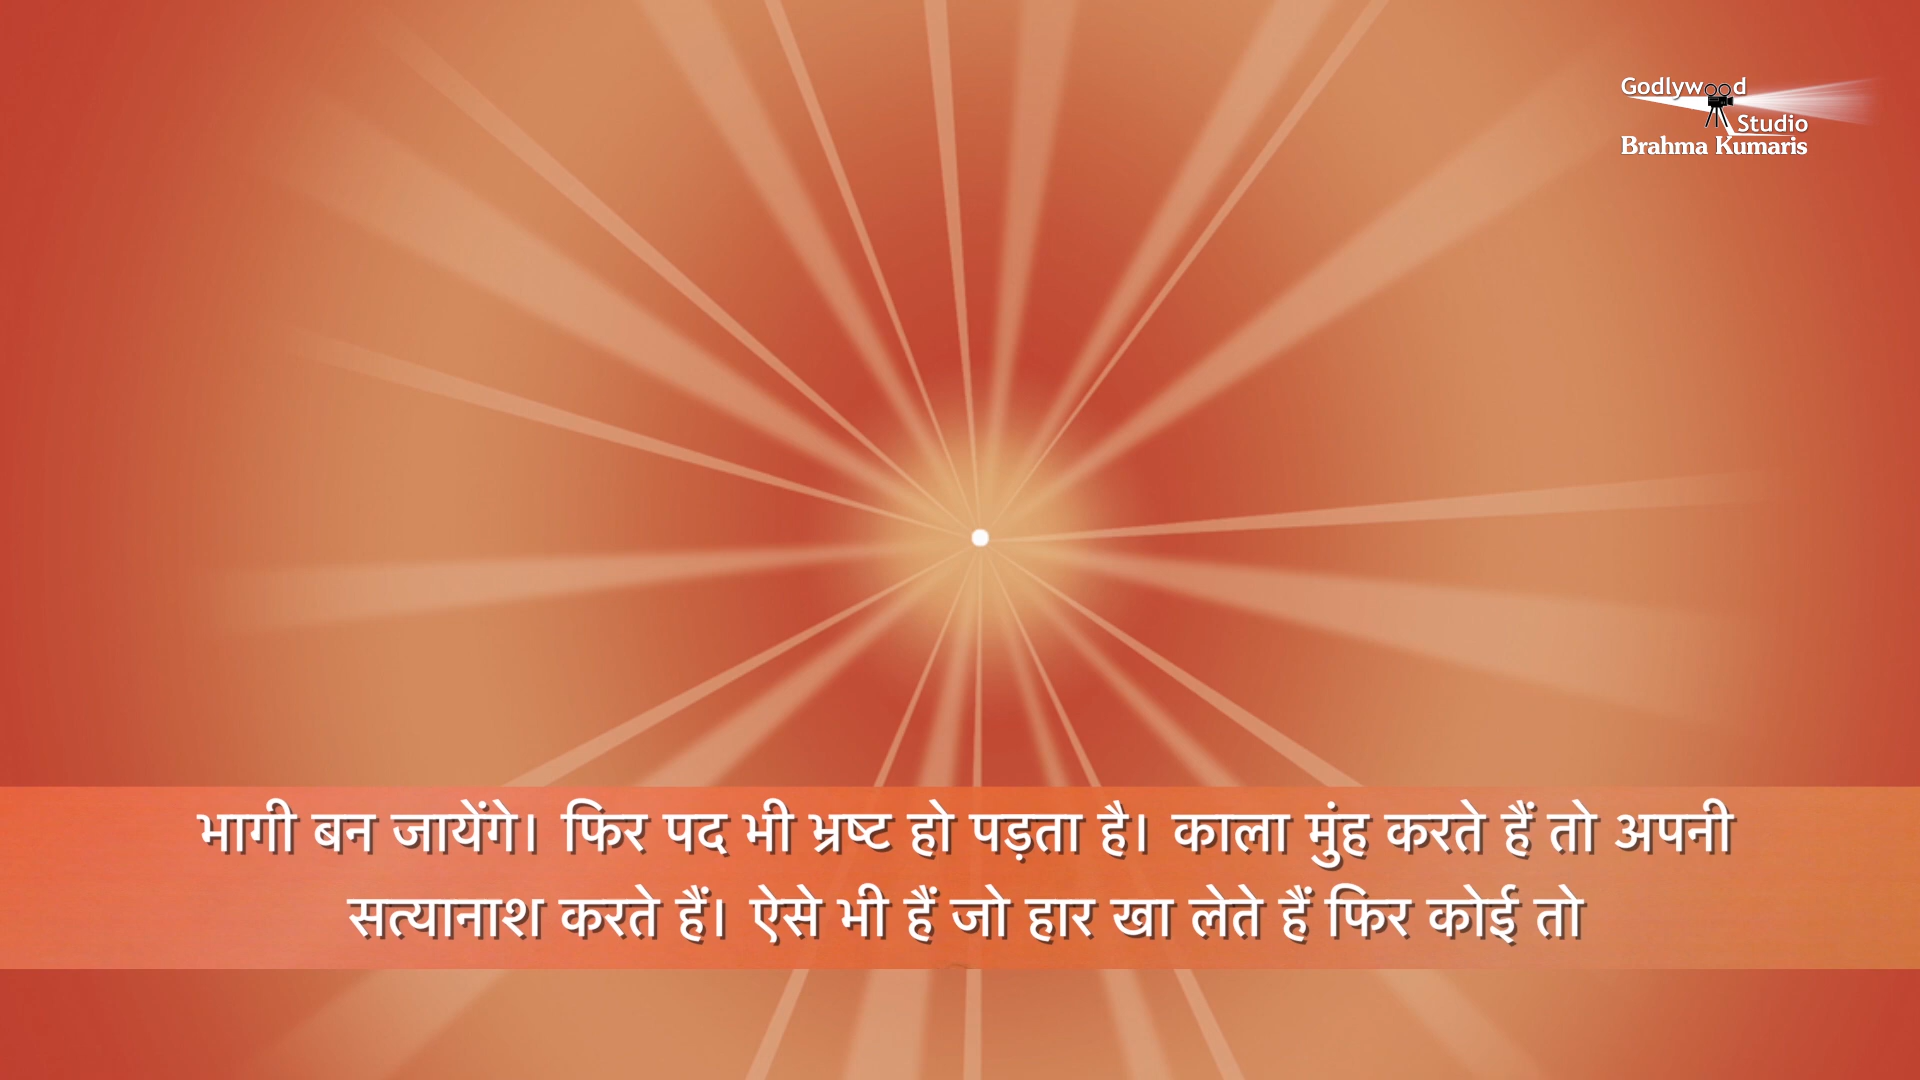 Godlywood
Studio
Brahma Kumaris
भागी बन जायेंगे। फिर पद भी भ्रष्ट हो पड़ता है। काला मुंह करते हैं तो अपनी
सत्यानाश करते हैं। ऐसे भी हैं जो हार खा लेते हैं फिर कोई तो